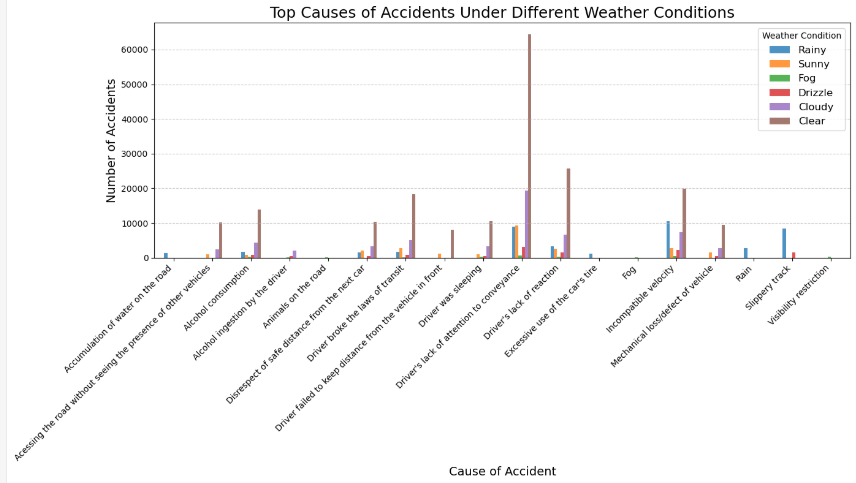 Top Causes of Accidents Under Different Weather Conditions
Weather Condition
Rainy
Sunny
Fog
Drizzle
Cloudy
Clear
Number of Accidents
60000
50000
40000
30000
20000
10000
0
Accumulation of water on the road
Acessing the road without seeing the presence of other vehicles
Alcohol consumption
Alcohol ingestion by the driver
Animals on the road
Disrespect of safe distance from the next car
Driver broke the laws of transit
Driver failed to keep distance from the vehicle in front
Driver was sleeping
Driver's lack of attention to conveyance
Driver's lack of reaction
Excessive use of the car's tire
Fog
Incompatible velocity
Mechanical loss/defect of vehicle
Rain
Slippery track
Visibility restriction
Cause of Accident